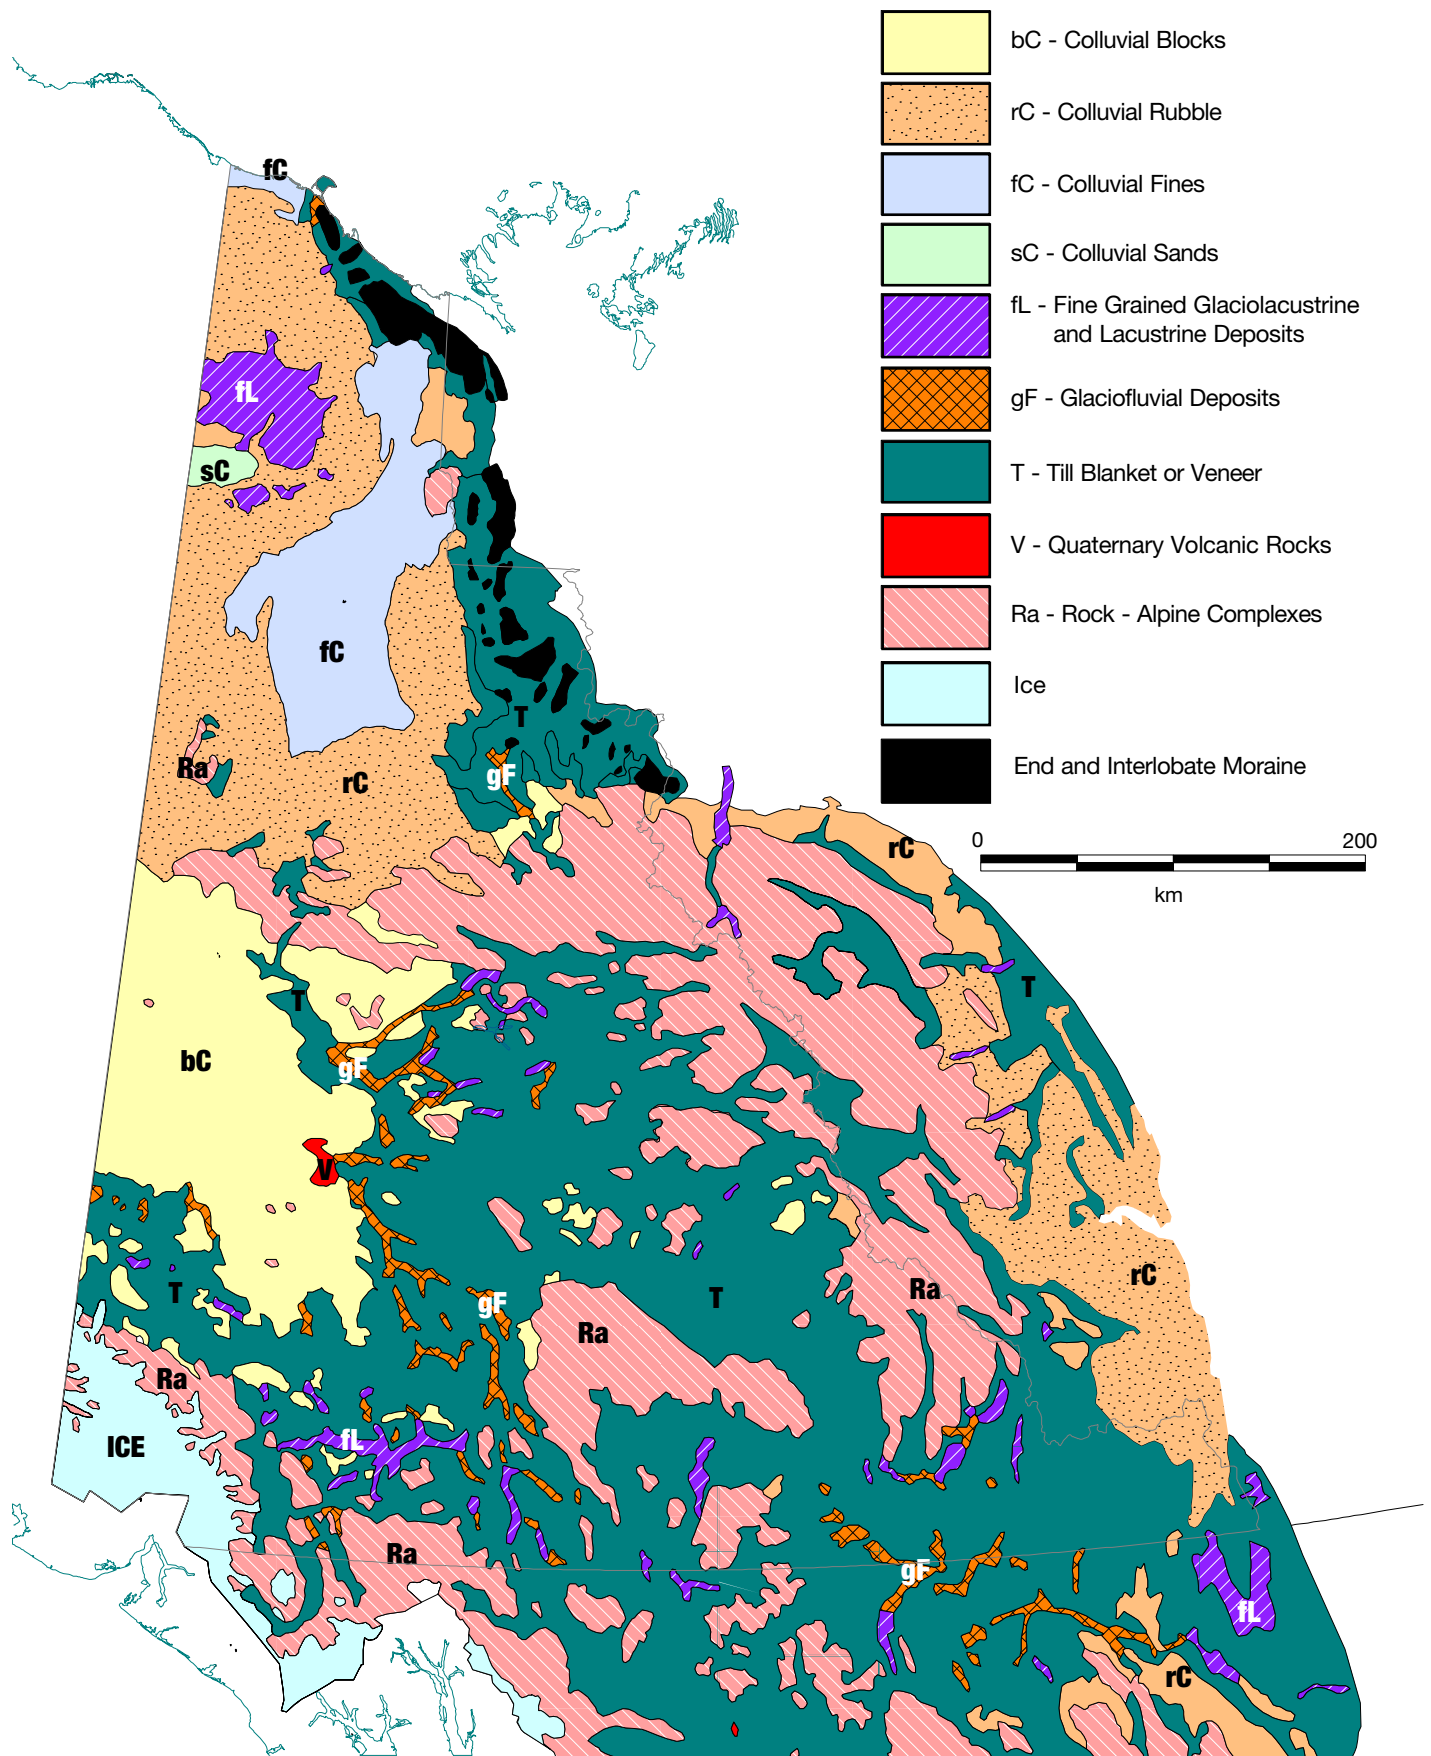 bC - Colluvial Blocks
rC - Colluvial Rubble
fC - Colluvial Fines
sC - Colluvial Sands
fL - Fine Grained Glaciolacustrine
and Lacustrine Deposits
gF - Glaciofluvial Deposits
T - Till Blanket or Veneer
V - Quaternary Volcanic Rocks
Ra - Rock - Alpine Complexes
Ice
End and Interlobate Moraine
0 200
km
fC
fL
sC
fC
T
Ra
rC
gF
rC
T
T
bC
gF
V
T
Ra
rC
T
gF
Ra
Ra
ICE
fL
Ra
gF
fL
rC